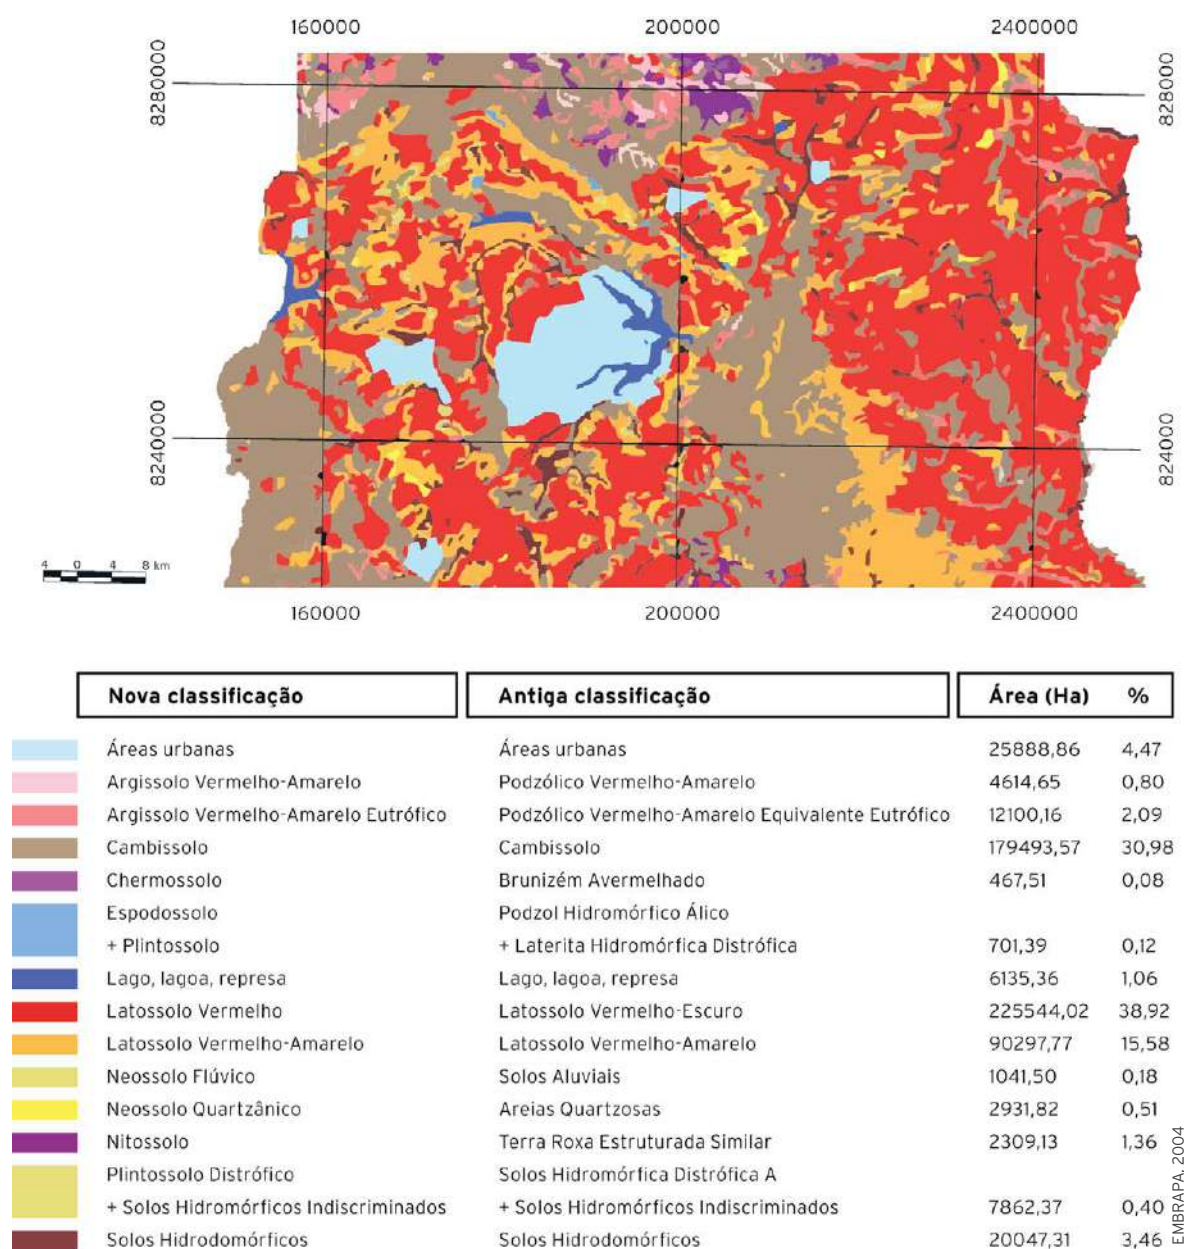 160000 200000 2400000
8280000 828000
824000 824000
4 0 4 8 km
160000 200000 2400000
Nova classificação Antiga classificação Área (Ha) %
Áreas urbanas Áreas urbanas 25888,86 4,47
Argissolo Vermelho-Amarelo Podzólico Vermelho-Amarelo 4614,65 0,80
Argissolo Vermelho-Amarelo Eutrófico Podzólico Vermelho-Amarelo Equivalente Eutrófico 12100,16 2,09
Cambissolo Cambissolo 179493,57 30,98
Chermossolo Brunizém Avermelhado 467,51 0,08
Espodossolo Podzol Hidromórfico Álico
+ Plintossolo + Laterita Hidromórfica Distrófica 701,39 0,12
Lago, lagoa, represa Lago, lagoa, represa 6135,36 1,06
Latossolo Vermelho Latossolo Vermelho-Escuro 225544,02 38,92
Latossolo Vermelho-Amarelo Latossolo Vermelho-Amarelo 90297,77 15,58
Neossolo Flúvico Solos Aluviais 1041,50 0,18
Neossolo Quartzânico Areias Quartzosas 2931,82 0,51
Nitossolo Terra Roxa Estruturada Similar 2309,13 1,36
Plintossolo Distrófico Solos Hidromórfica Distrófica A
+ Solos Hidromórficos Indiscriminados + Solos Hidromórficos Indiscriminados 7862,37 0,40
Solos Hidrodomórficos Solos Hidrodomórficos 20047,31 3,46
EMBRAPA, 2004